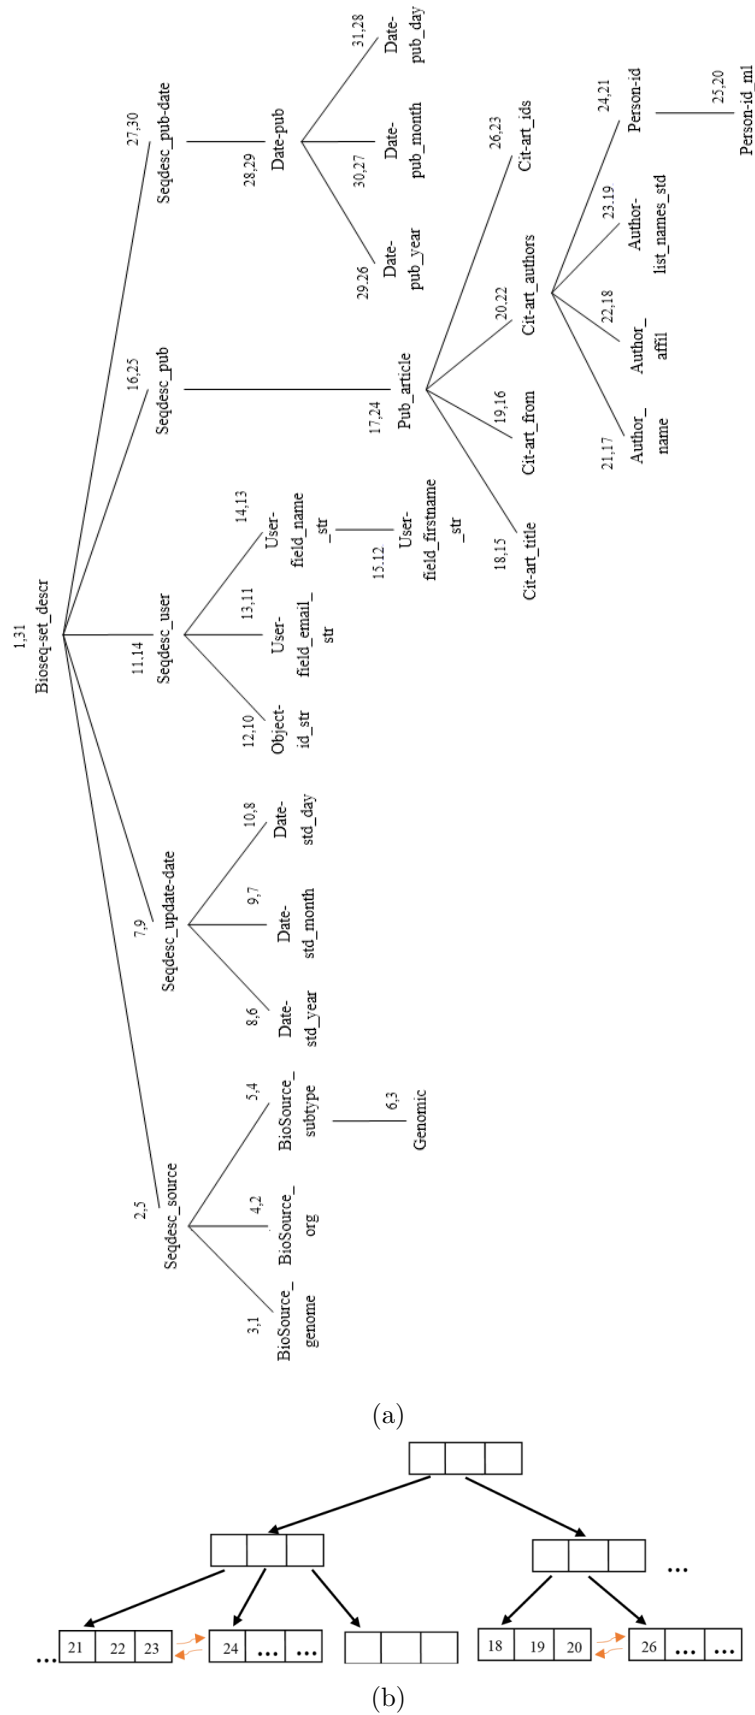 1,31
Bioseq-set_descr
2,5
Seqdesc_source
7,9
Seqdesc_update-date
11.14
Seqdesc_user
16,25
Seqdesc_pub
27,30
Seqdesc_pub-date
3,1
BioSource_
genome
4,2
BioSource_
org
5,4
BioSource_
subtype
6,3
Genomic
8,6
Date-
std_year
9,7
Date-
std_month
10,8
Date-
std_day
12,10
Object-
id_str
13,11
User-
field_email_
str
14,13
User-
field_name
_str
15.12
User-
field_firstname
_str
17,24
Pub_article
18,15
Cit-art_title
19,16
Cit-art_from
20.22
Cit-art_authors
26,23
Cit-art_ids
21,17
Author_
name
22,18
Author_
affil
23.19
Author-
list_names_std
24,21
Person-id
25,20
Person-id_ml
28,29
Date-pub
29.26
Date-
pub_year
30,27
Date-
pub_month
31,28
Date-
pub_day
(a)
...
... 21 22 23 24 ... ... 18 19 20 26 ... ...
(b)